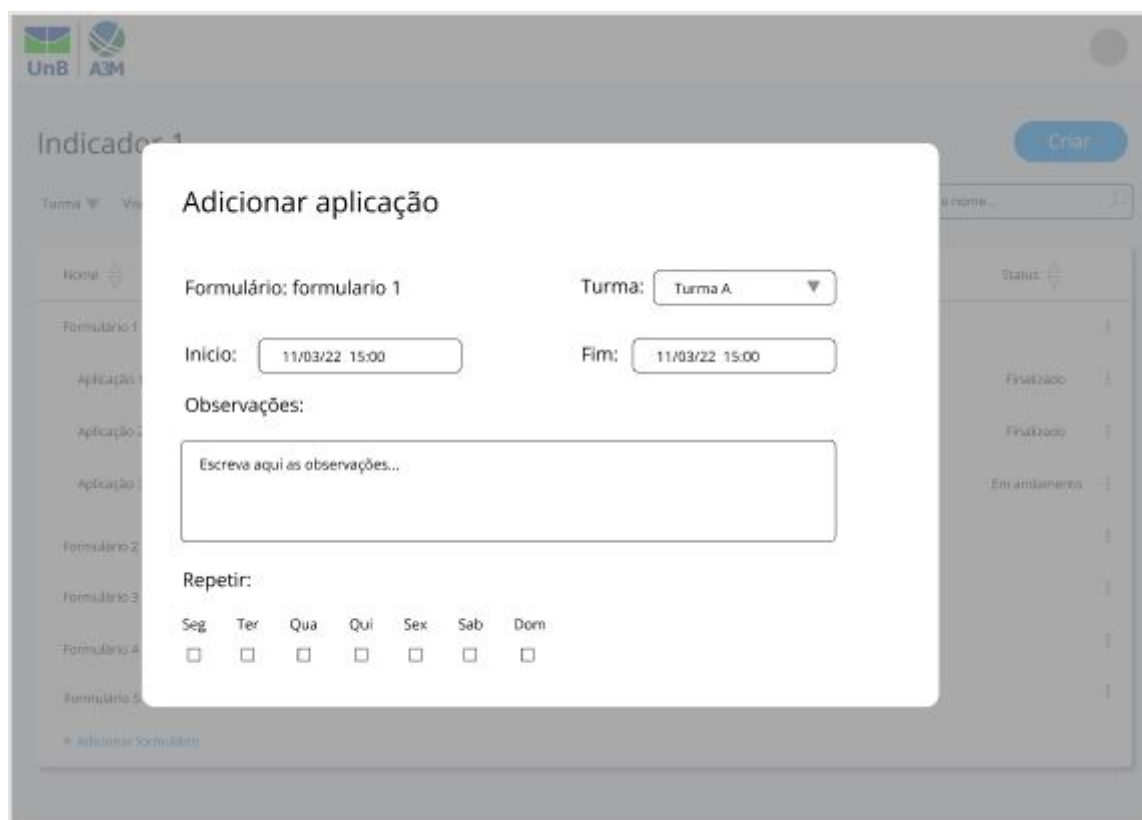 UnB A3M
Indicador 1
Criar
Adicionar aplicação
Turma
nome...
Formulário: formulario 1
Turma: Turma A
Nome
Status
Formulário 1
Inicio: 11/03/22 15:00
Fim: 11/03/22 15:00
Aplicação
Finalizado
Observações:
Aplicação 2
Finalizado
Escreva aqui as observações...
Aplicação
Em andamento
Formulário 2
Repetir:
Formulário 3
Seg Ter Qua Qui Sex Sab Dom
Formulário 4
Formulário 5
+ Adicionar formulário